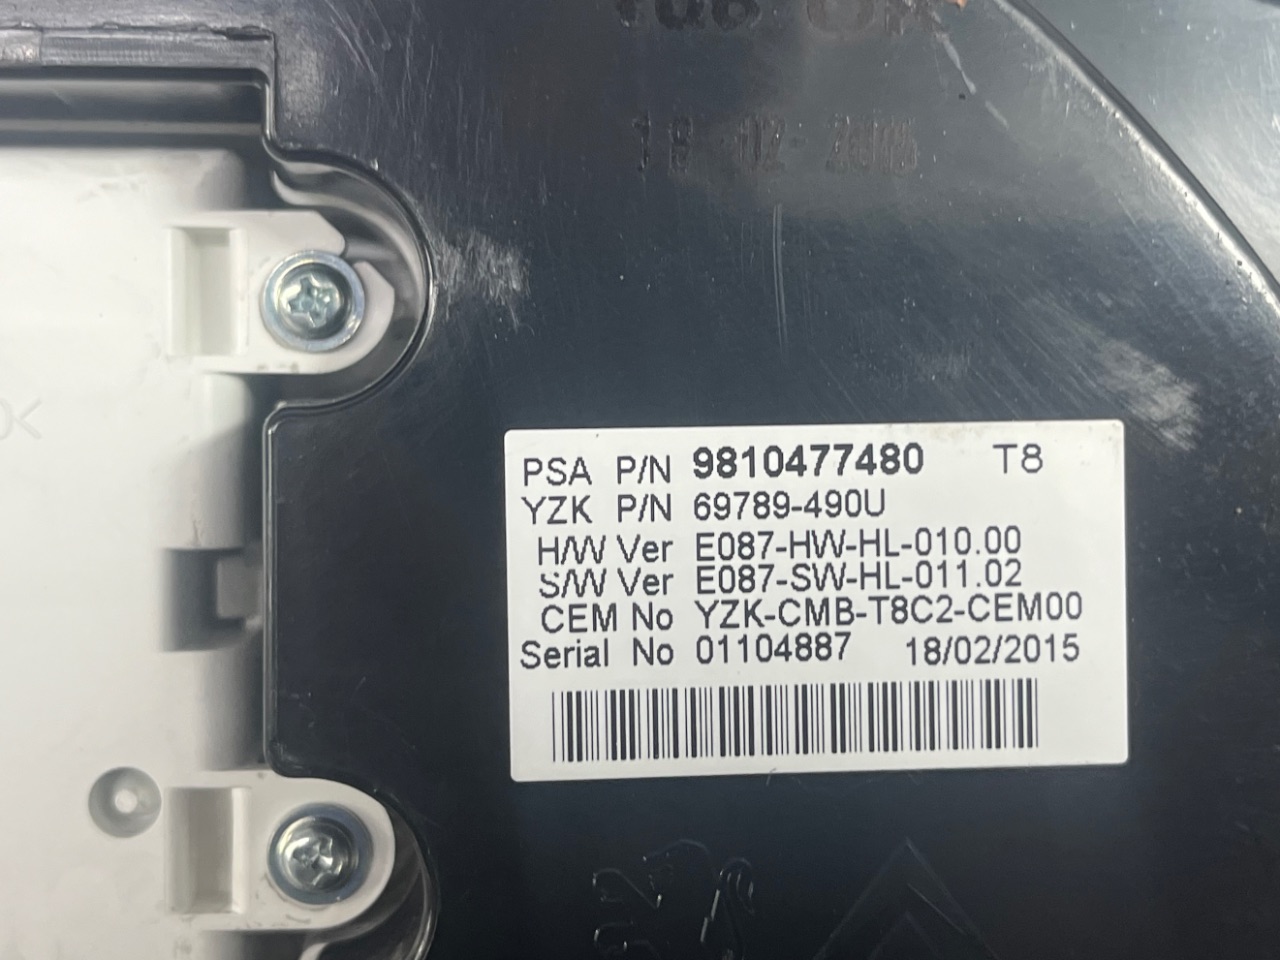 PSA P/N 9810477480 T8
YZK P/N 69789-490U
H/W Ver E087-HW-HL-010.00
S/W Ver E087-SW-HL-011.02
CEM No YZK-CMB-T8C2-CEM00
Serial No 01104887 18/02/2015